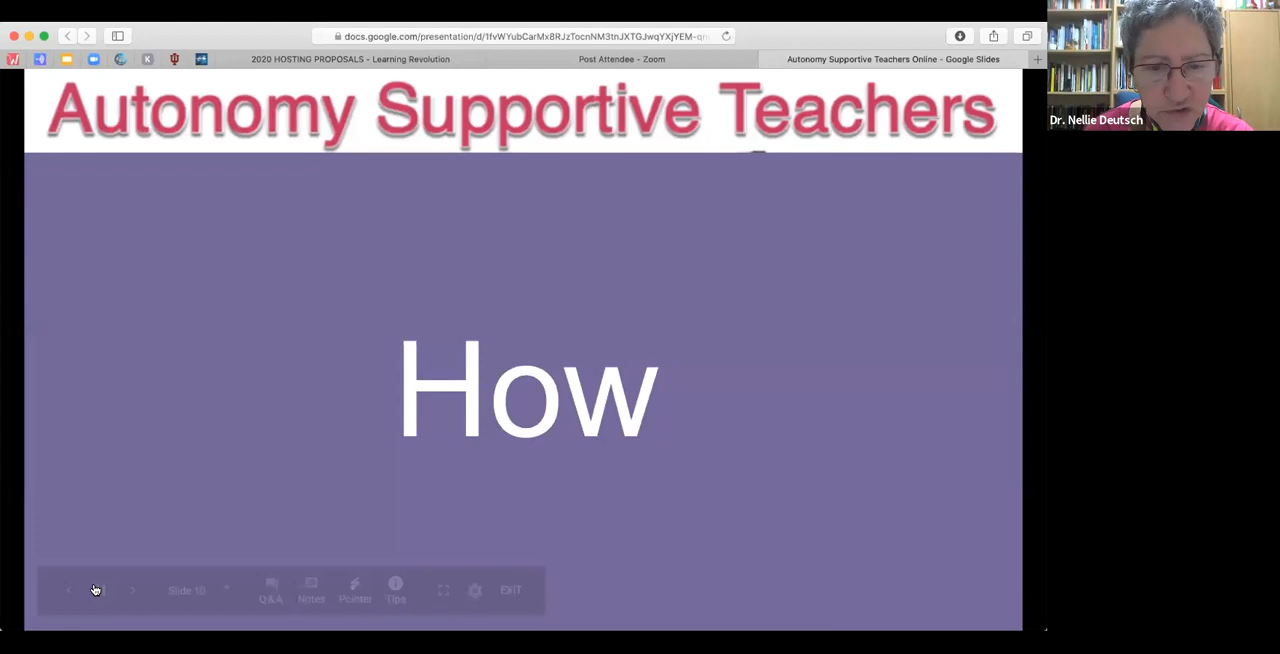 docs.google.com/presentation/d/1fvWYubCarMx8RJzTocnNM3tnJXTGJwqYXjYEM-qn
2020 HOSTING PROPOSALS - Learning Revolution
Post Attendee - Zoom
Autonomy Supportive Teachers Online - Google Slides
Autonomy Supportive Teachers
How
Slide 10
Q&A
Notes
Pointer
Tips
EXIT
Dr. Nellie Deutsch